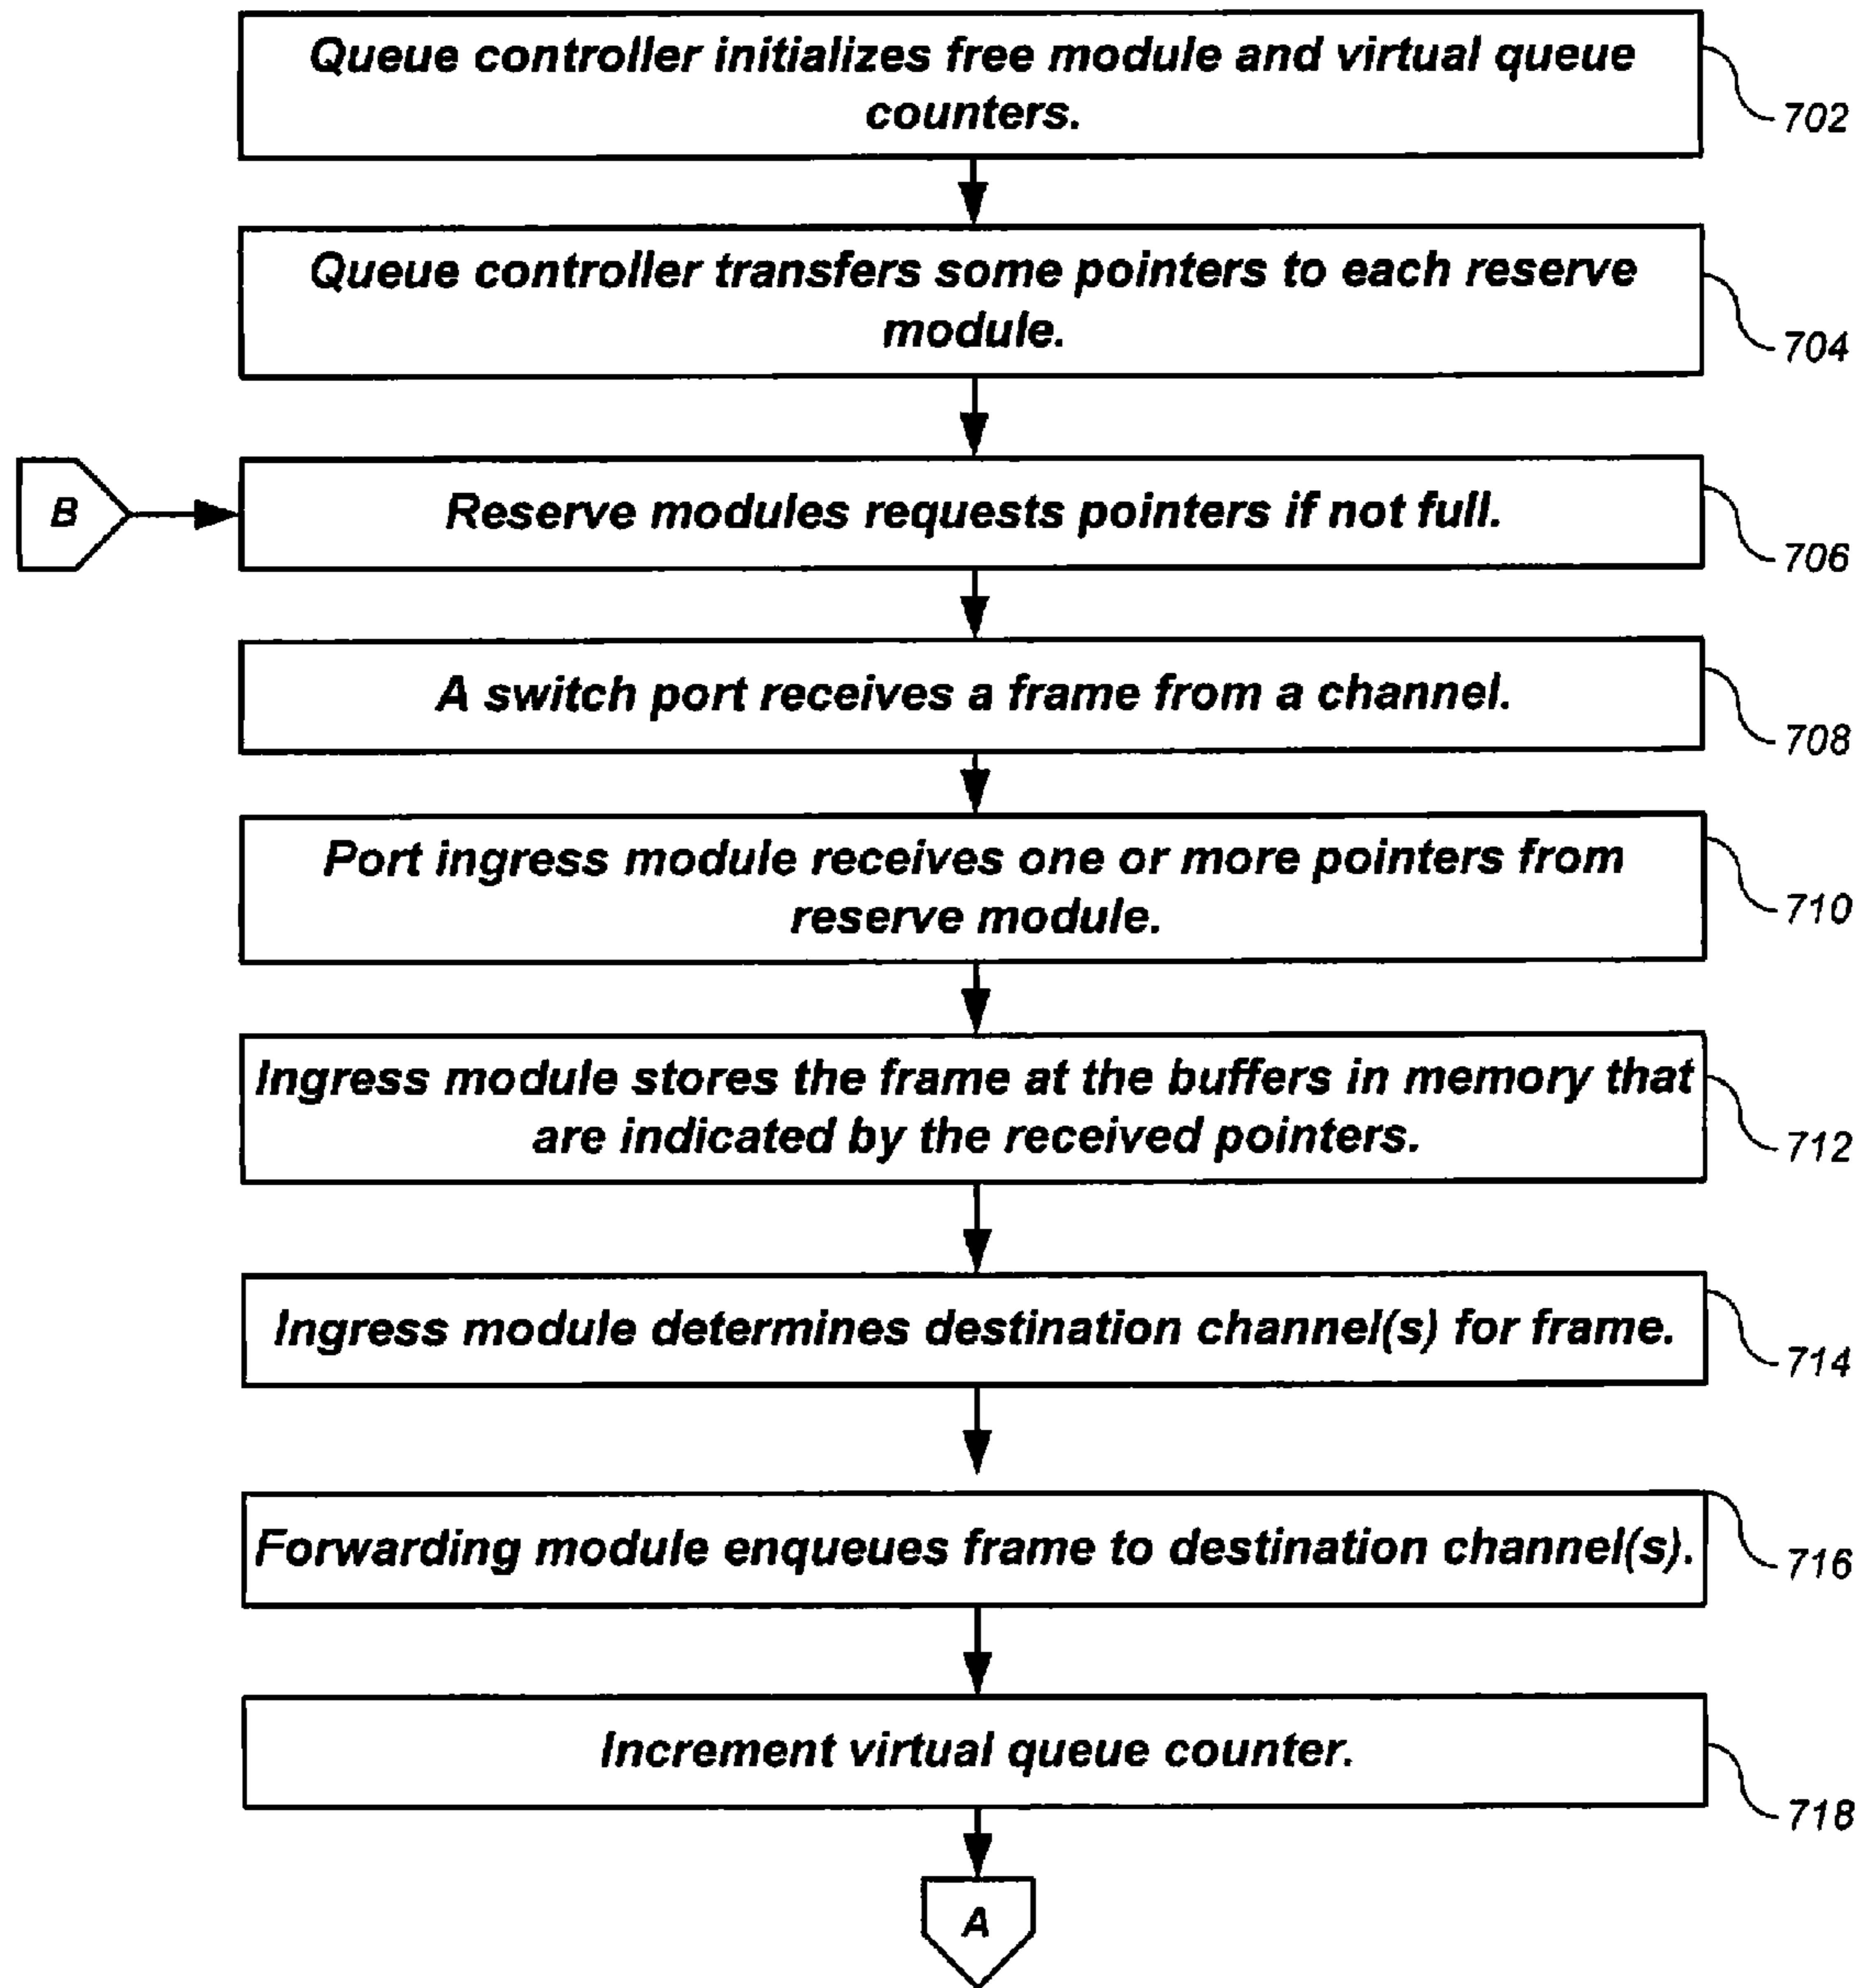 Queue controller initializes free module and virtual queue
counters.
702
Queue controller transfers some pointers to each reserve
module.
704
B
Reserve modules requests pointers if not full.
706
A switch port receives a frame from a channel.
708
Port ingress module receives one or more pointers from
reserve module.
710
Ingress module stores the frame at the buffers in memory that
are indicated by the received pointers.
712
Ingress module determines destination channel(s) for frame.
714
Forwarding module enqueues frame to destination channel(s).
716
Increment virtual queue counter.
718
A